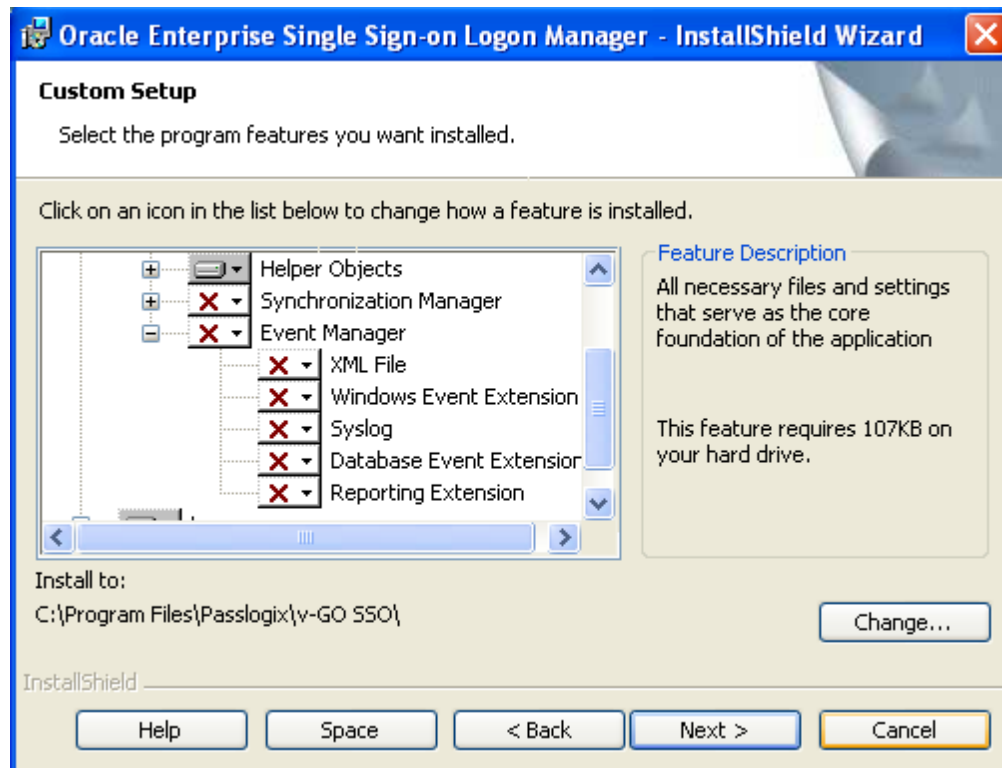 Oracle Enterprise Single Sign-on Logon Manager - InstallShield Wizard
Custom Setup
Select the program features you want installed.
Click on an icon in the list below to change how a feature is installed.
Helper Objects
Synchronization Manager
Event Manager
XML File
Windows Event Extension
Syslog
Database Event Extension
Reporting Extension
Feature Description
All necessary files and settings
that serve as the core
foundation of the application
This feature requires 107KB on
your hard drive.
Install to:
C:\Program Files\Passlogix\v-GO SSO\
Change...
InstallShield
Help
Space
< Back
Next >
Cancel